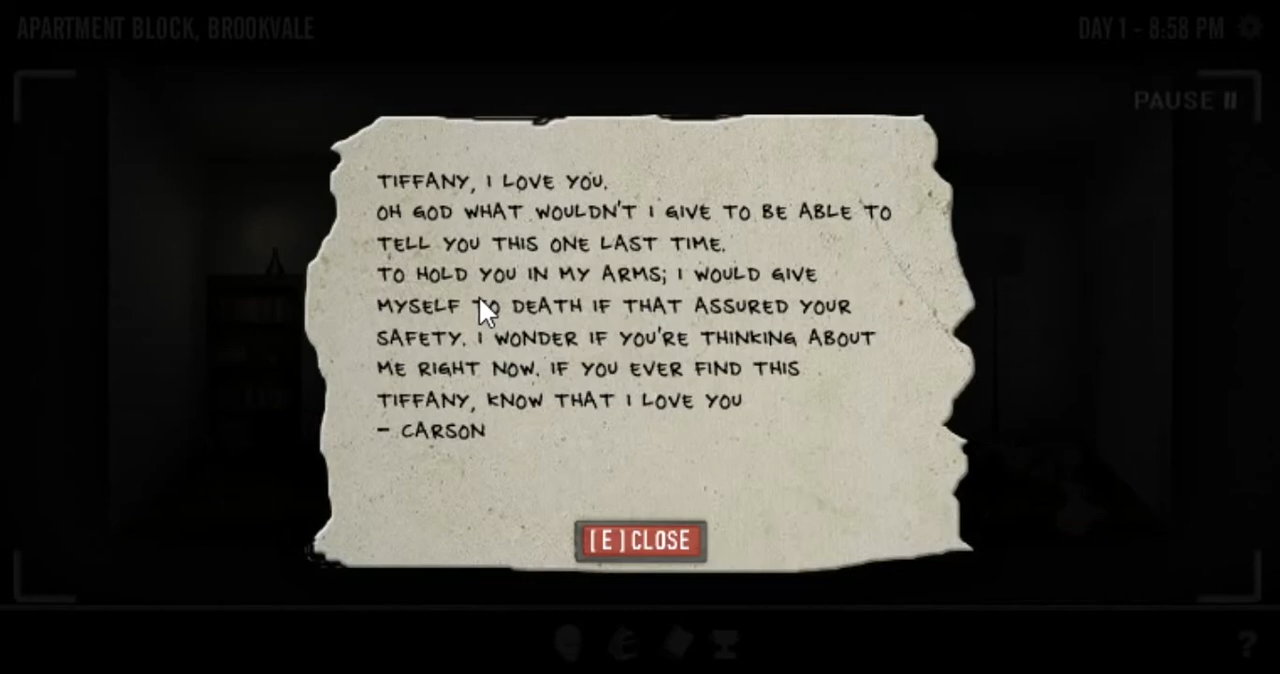 APARTMENT BLOCK, BROOKVALE
DAY 1 - 8:58 PM
PAUSE
TIFFANY, I LOVE YOU.
OH GOD WHAT WOULDN'T I GIVE TO BE ABLE TO
TELL YOU THIS ONE LAST TIME.
TO HOLD YOU IN MY ARMS; I WOULD GIVE
MYSELF TO DEATH IF THAT ASSURED YOUR
SAFETY. I WONDER IF YOU'RE THINKING ABOUT
ME RIGHT NOW. IF YOU EVER FIND THIS
TIFFANY, KNOW THAT I LOVE YOU
- CARSON
[E] CLOSE
?